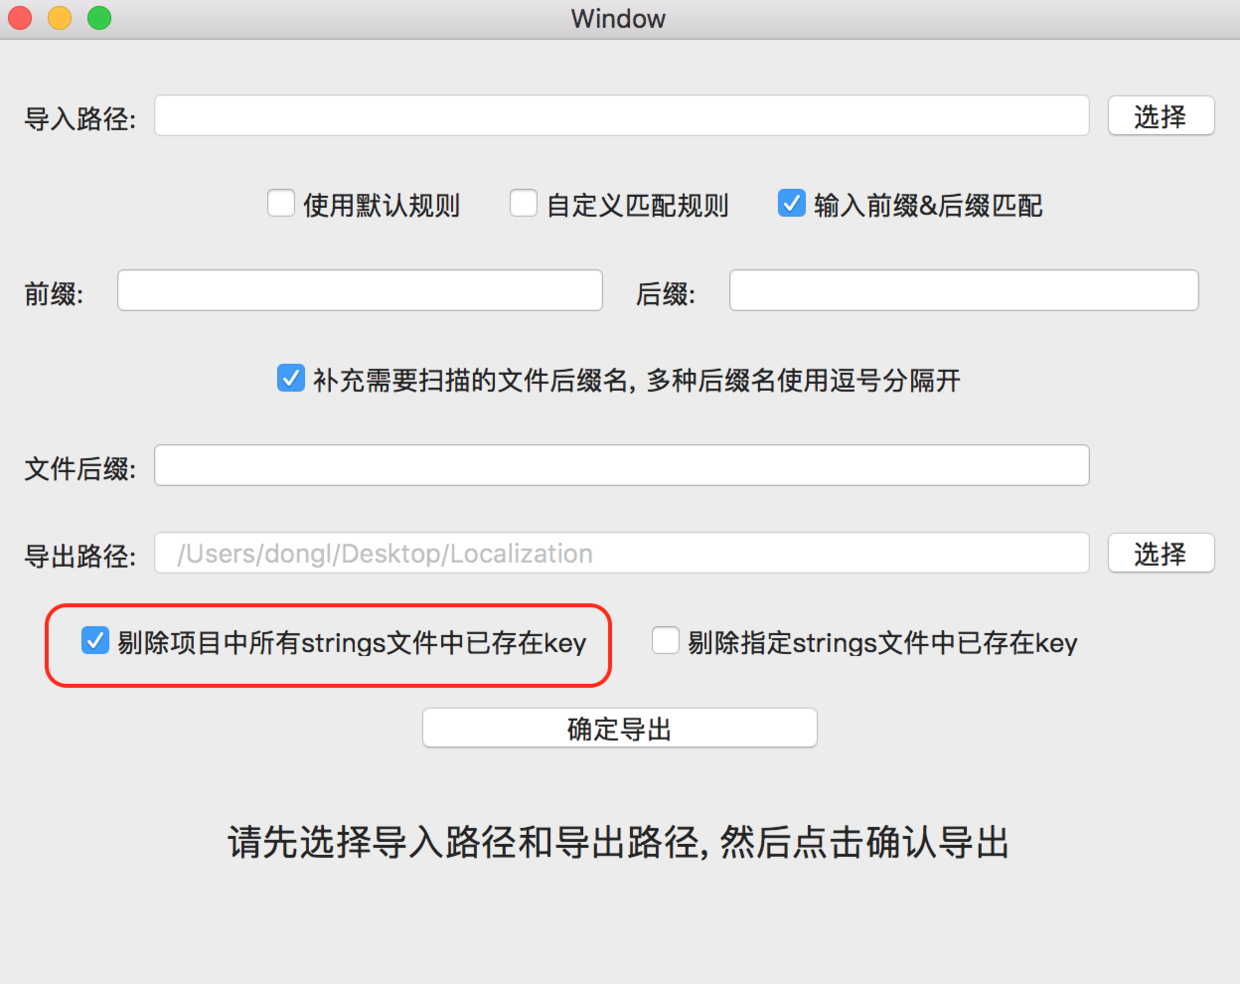 Window
导入路径: 选择
使用默认规则 自定义匹配规则 输入前缀&后缀匹配
前缀: 后缀:
补充需要扫描的文件后缀名, 多种后缀名使用逗号分隔开
文件后缀:
导出路径: /Users/dongl/Desktop/Localization 选择
剔除项目中所有strings文件中已存在key 剔除指定strings文件中已存在key
确定导出
请先选择导入路径和导出路径, 然后点击确认导出